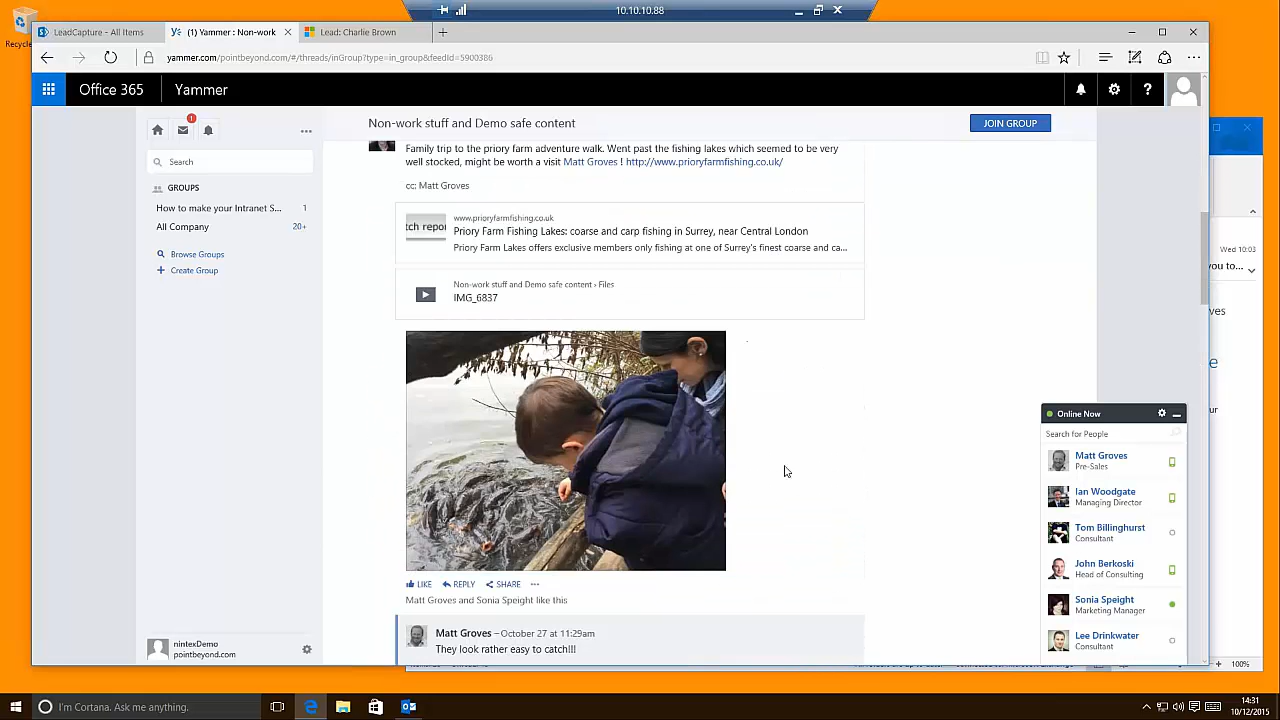 10.10.10.88
LeadCapture - All Items
(1) Yammer : Non-work
Lead: Charlie Brown
yammer.com/pointbeyond.com/#/threads/inGroup?type=in_group&feedId=5900386
Office 365
Yammer
Non-work stuff and Demo safe content
JOIN GROUP
1
Search
GROUPS
How to make your Intranet S... 1
All Company 20+
Browse Groups
Create Group
Family trip to the priory farm adventure walk. Went past the fishing lakes which seemed to be very
well stocked, might be worth a visit Matt Groves ! http://www.prioryfarmfishing.co.uk/
cc: Matt Groves
tch repor
www.prioryfarmfishing.co.uk
Priory Farm Fishing Lakes: coarse and carp fishing in Surrey, near Central London
Priory Farm Lakes offers exclusive members only fishing at one of Surrey's finest coarse and ca...
Non-work stuff and Demo safe content › Files
IMG_6837
LIKE REPLY SHARE ...
Matt Groves and Sonia Speight like this
Matt Groves – October 27 at 11:29am
They look rather easy to catch!!!
Online Now
Search for People
Matt Groves
Pre-Sales
Ian Woodgate
Managing Director
Tom Billinghurst
Consultant
John Berkoski
Head of Consulting
Sonia Speight
Marketing Manager
Lee Drinkwater
Consultant
nintexDemo
pointbeyond.com
Wed 10:03
you to...
100%
Recycle
I'm Cortana. Ask me anything.
14:31
10/12/2015